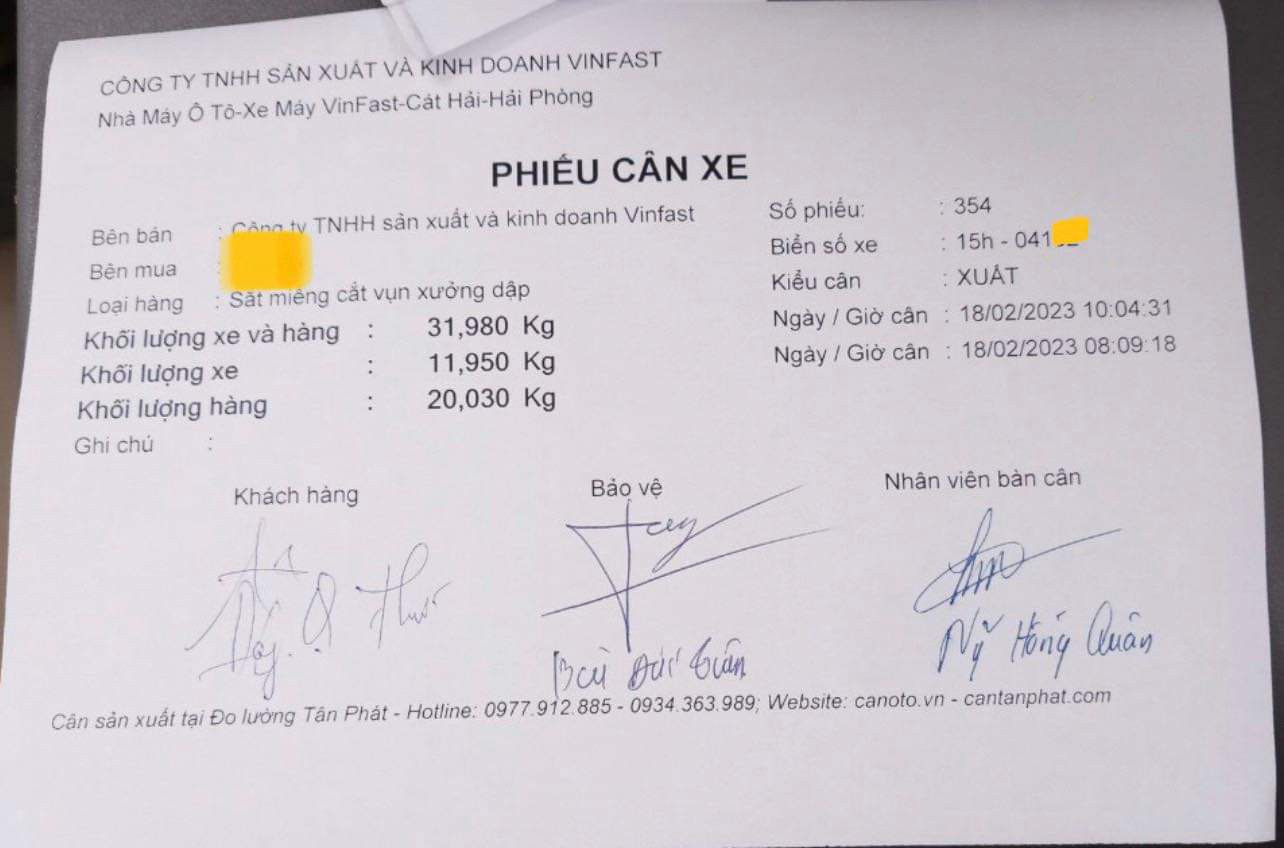 CÔNG TY TNHH SẢN XUẤT VÀ KINH DOANH VINFAST
Nhà Máy Ô Tô-Xe Máy VinFast-Cát Hải-Hải Phòng
PHIẾU CÂN XE
Bên bán : Công ty TNHH sản xuất và kinh doanh Vinfast
Số phiếu: : 354
Bên mua :
Biển số xe : 15h - 041
Loại hàng : Sắt miếng cắt vụn xưởng dập
Kiểu cân : XUẤT
Khối lượng xe và hàng : 31,980 Kg
Ngày / Giờ cân : 18/02/2023 10:04:31
Khối lượng xe : 11,950 Kg
Ngày / Giờ cân : 18/02/2023 08:09:18
Khối lượng hàng : 20,030 Kg
Ghi chú :
Khách hàng
Bảo vệ
Nhân viên bàn cân
Bùi Đức Tuân
Hồng Quân
Cân sản xuất tại Đo lường Tân Phát - Hotline: 0977.912.885 - 0934.363.989; Website: canoto.vn - cantanphat.com